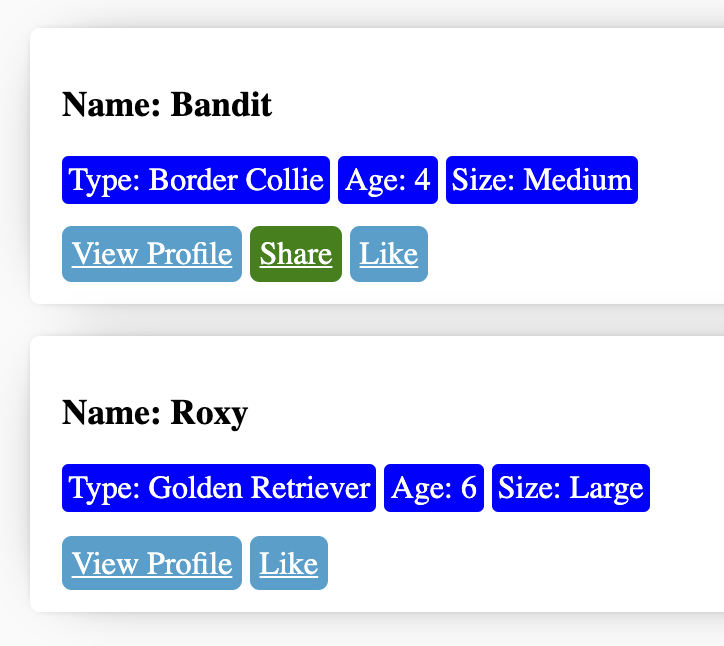 Name: Bandit
Type: Border Collie Age: 4 Size: Medium
View Profile Share Like
Name: Roxy
Type: Golden Retriever Age: 6 Size: Large
View Profile Like